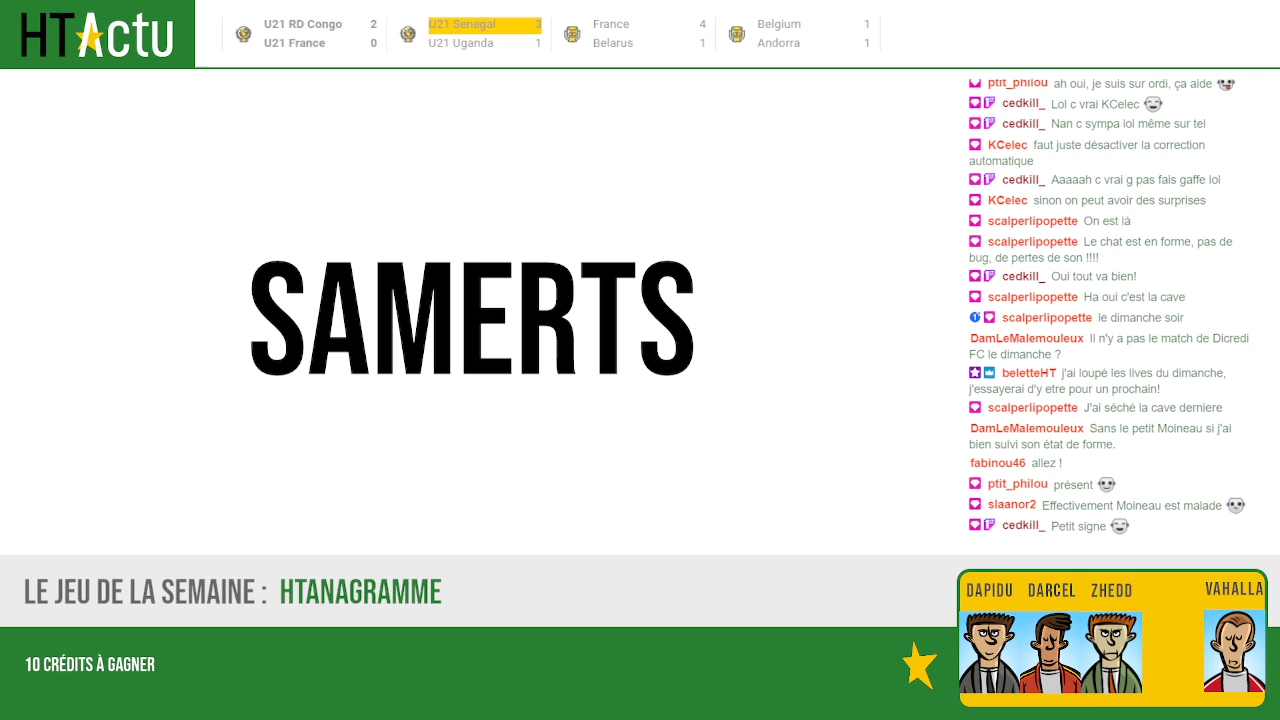 HTActu
U21 RD Congo 2
U21 France 0
U21 Senegal 3
U21 Uganda 1
France 4
Belarus 1
Belgium 1
Andorra 1
ptit_philou ah oui, je suis sur ordi, ça aide
cedkill_ Lol c vrai KCelec
cedkill_ Nan c sympa lol même sur tel
KCelec faut juste désactiver la correction
automatique
cedkill_ Aaaaah c vrai g pas fais gaffe lol
KCelec sinon on peut avoir des surprises
scalperlipopette On est là
scalperlipopette Le chat est en forme, pas de
bug, de pertes de son !!!!
cedkill_ Oui tout va bien!
scalperlipopette Ha oui c'est la cave
scalperlipopette le dimanche soir
DamLeMalemouleux Il n'y a pas le match de Dicredi
FC le dimanche ?
beletteHT j'ai loupé les lives du dimanche,
j'essayerai d'y etre pour un prochain!
scalperlipopette J'ai séché la cave derniere
DamLeMalemouleux Sans le petit Moineau si j'ai
bien suivi son état de forme.
fabinou46 allez !
ptit_philou présent
slaanor2 Effectivement Moineau est malade
cedkill_ Petit signe
SAMERTS
LE JEU DE LA SEMAINE : HTANAGRAMME
10 CRÉDITS À GAGNER
DAPIDU DARCEL ZHEDD VAHALLA